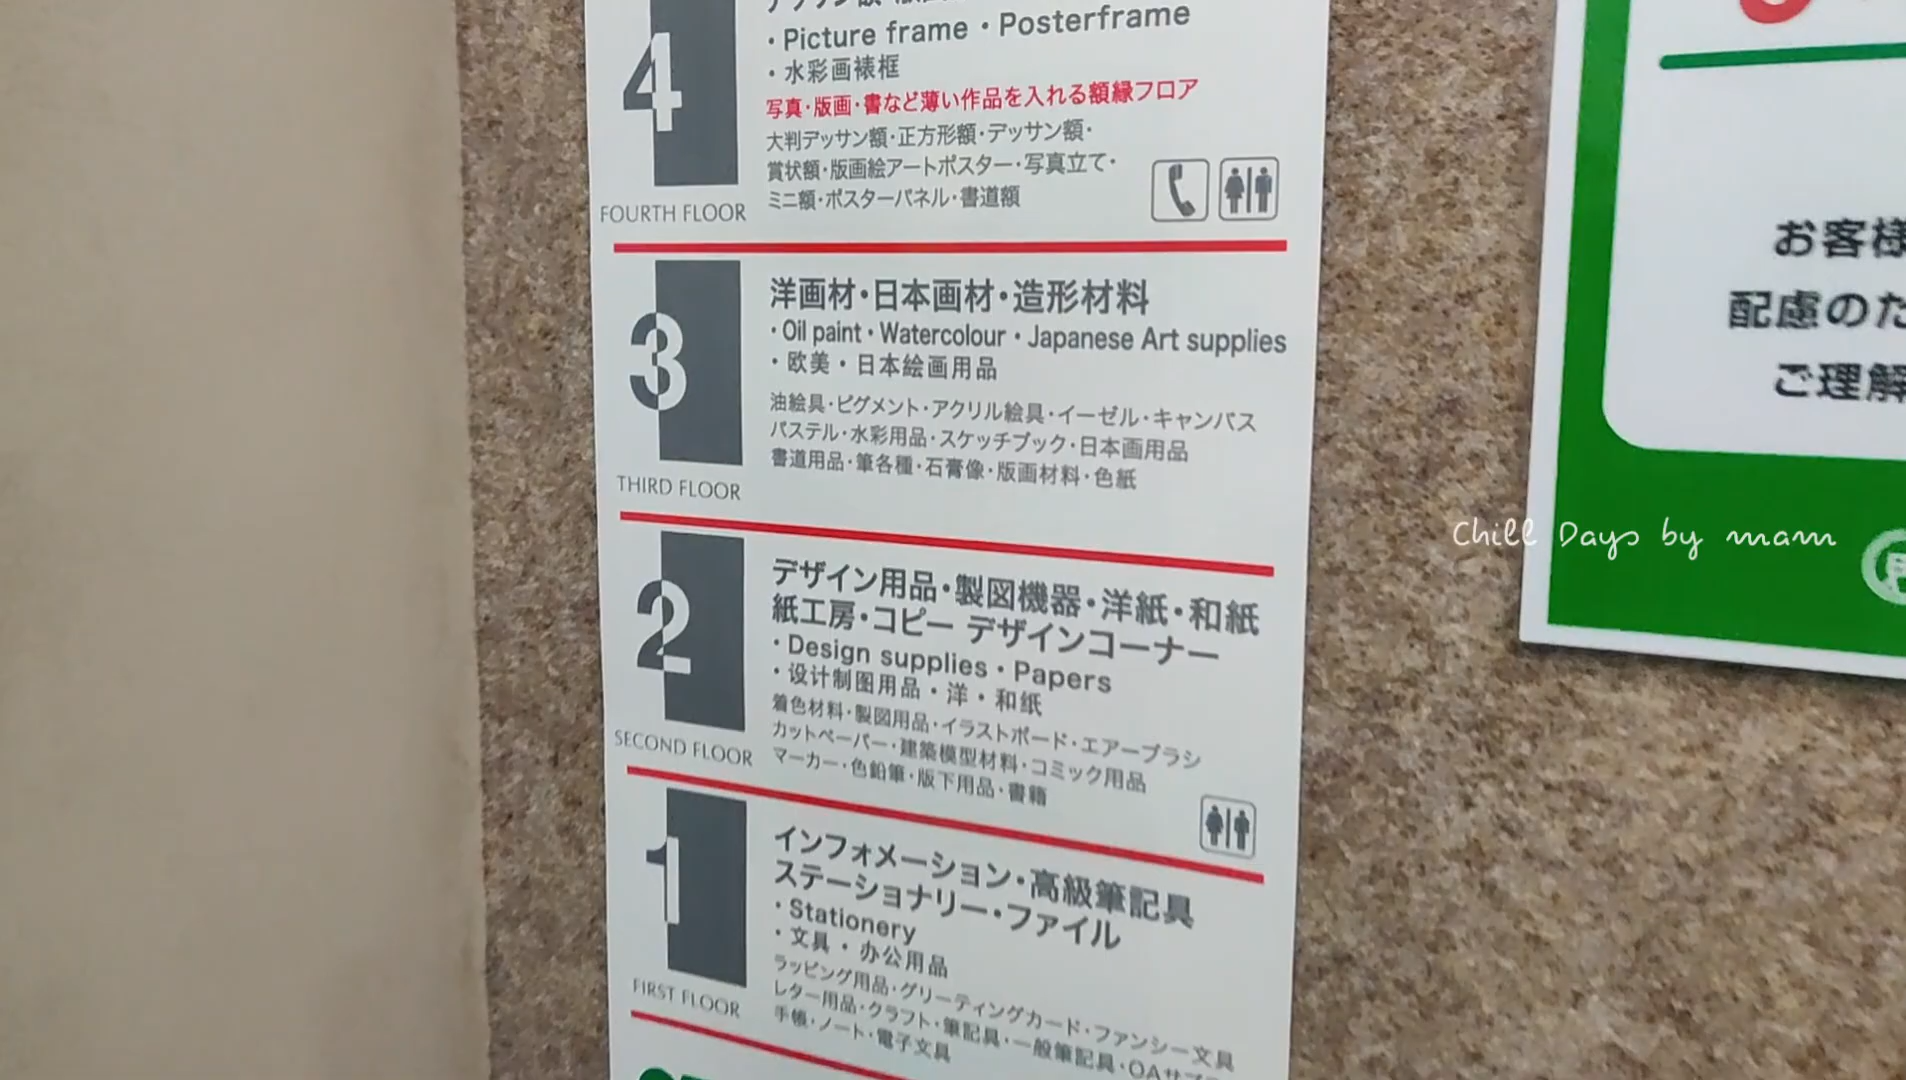 4
・Picture frame・Posterframe
・水彩画裱框
写真・版画・書など薄い作品を入れる額縁フロア
大判デッサン額・正方形額・デッサン額・
賞状額・版画絵アートポスター・写真立て・
ミニ額・ポスターパネル・書道額
FOURTH FLOOR
3
洋画材・日本画材・造形材料
・Oil paint・Watercolour・Japanese Art supplies
・欧美・日本绘画用品
油絵具・ピグメント・アクリル絵具・イーゼル・キャンバス
パステル・水彩用品・スケッチブック・日本画用品
書道用品・筆各種・石膏像・版画材料・色紙
THIRD FLOOR
2
デザイン用品・製図機器・洋紙・和紙
紙工房・コピー デザインコーナー
・Design supplies・Papers
・设计制图用品・洋・和纸
着色材料・製図用品・イラストボード・エアーブラシ
カットペーパー・建築模型材料・コミック用品
マーカー・色鉛筆・版下用品・書籍
SECOND FLOOR
1
インフォメーション・高級筆記具
ステーショナリー・ファイル
・Stationery
・文具・办公用品
ラッピング用品・グリーティングカード・ファンシー文具
レター用品・クラフト・筆記具・一般筆記具・OAサプ
手帳・ノート・電子文具
FIRST FLOOR
お客様
配慮のた
ご理解
Chill Days by mam